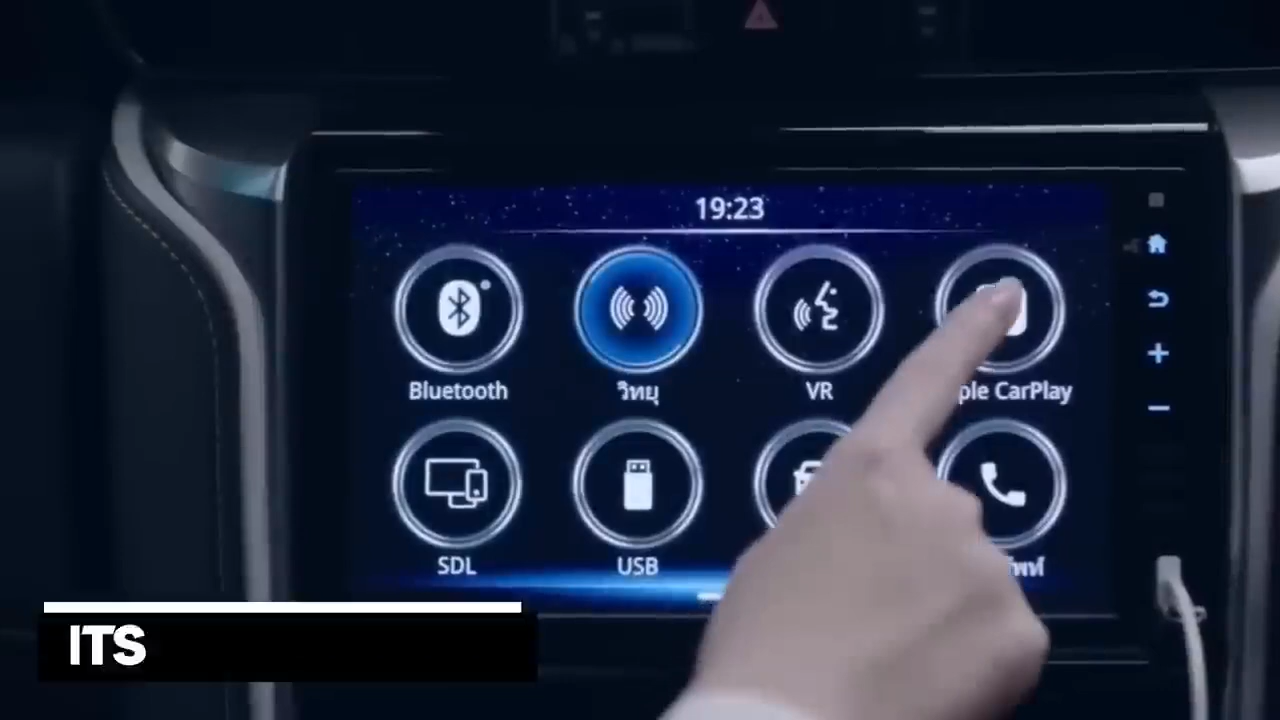 19:23
Bluetooth
วิทยุ
VR
ple CarPlay
SDL
USB
ITS